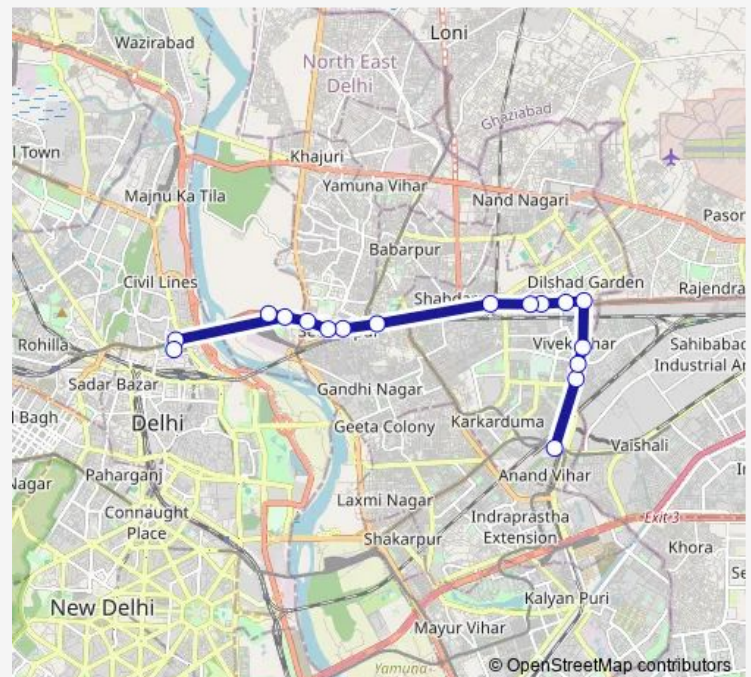 Loni
Wazirabad
North East
Delhi
Ghaziabad
l Town
Khajuri
Yamuna Vihar
Majnu Ka Tila
Nand Nagari
Pasor
Babarpur
Civil Lines
Dilshad Garden
Shahda
Rajendra
Rohilla
Vivek
har
Sahibabad
Industrial Ar
Sadar Bazar
Gandhi Nagar
Delhi
Geeta Colony
Karkarduma
l Bagh
Vaishali
Paharganj
Anand Vihar
Nagar
Laxmi Nagar
Connaught
Place
Indraprastha
Extension
Exit 3
Shakarpur
Khora
New Delhi
Kalyan Puri
Mayur Vihar
Yamuna
© OpenStreetMap contributors